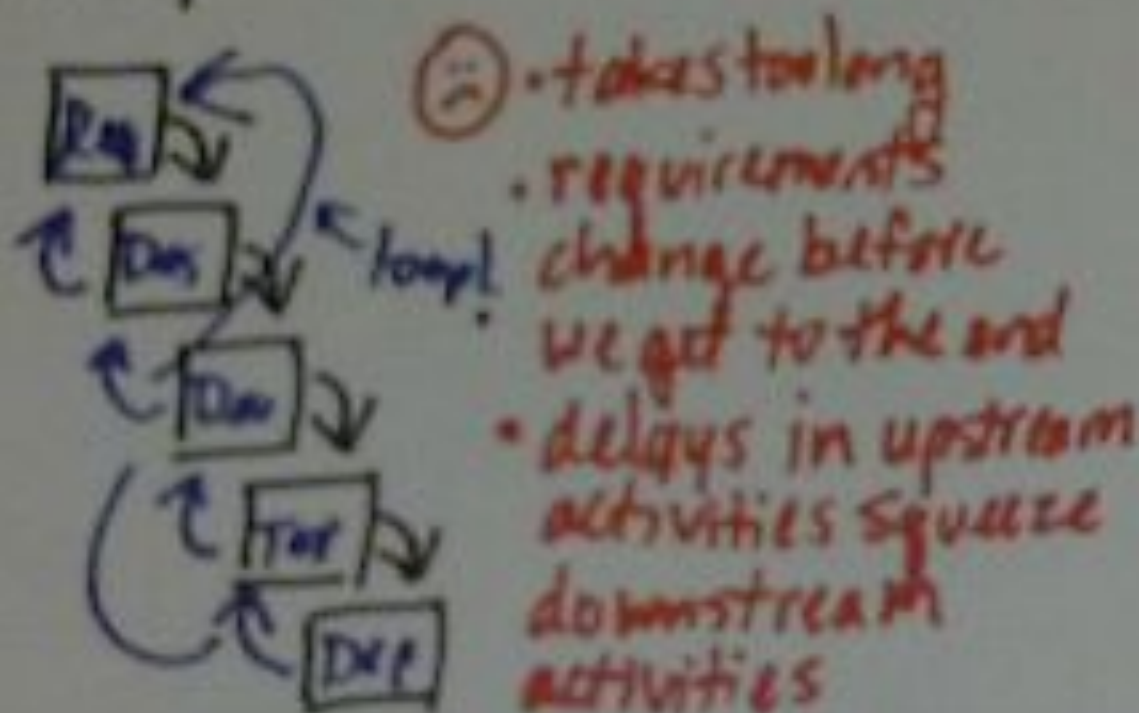 Req
Des
loop!
Dev
Test
Dep
• takes too long
• requirements
change before
we get to the end
• delays in upstream
activities squeeze
downstream
activities